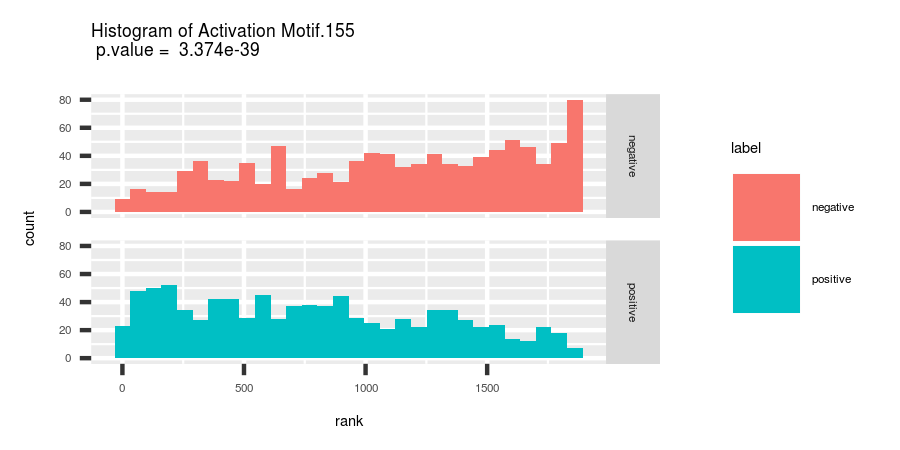 Histogram of Activation Motif.155
p.value = 3.374e-39
count
80
60
40
20
0
negative
80
60
40
20
0
positive
0 500 1000 1500
rank
label
negative
positive